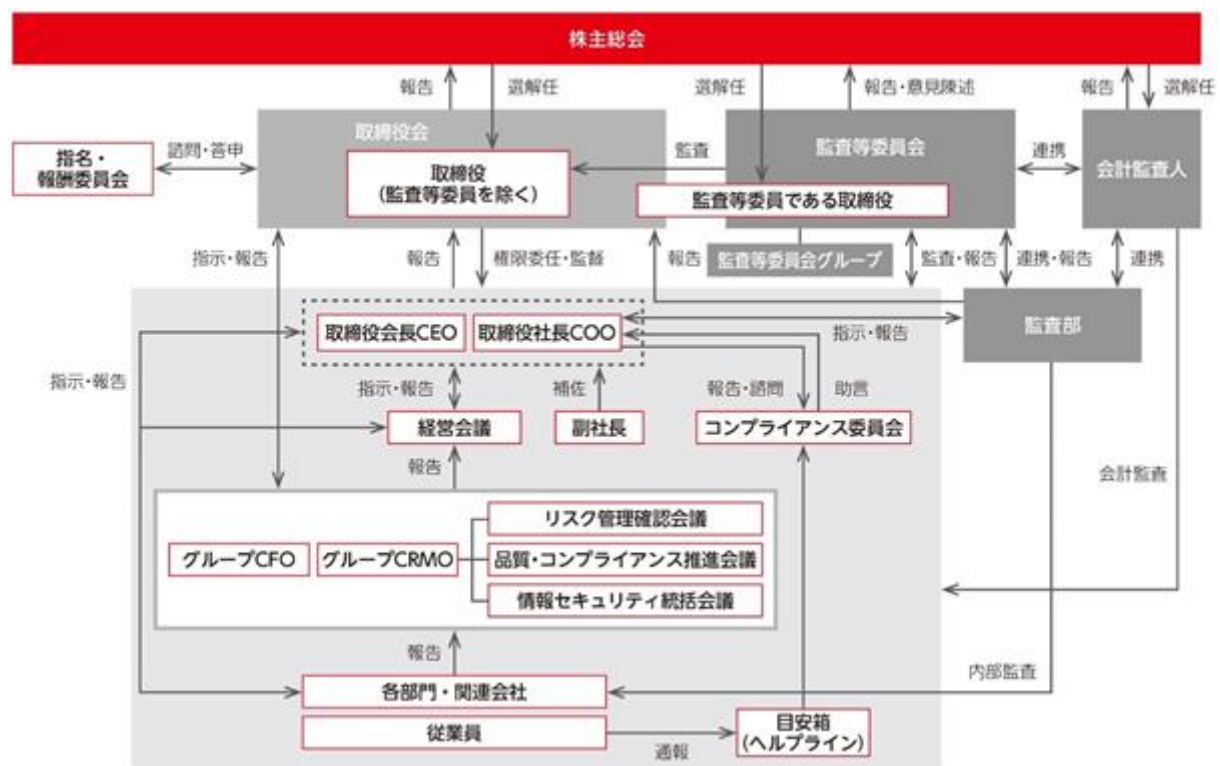 株主総会
報告
選解任
選解任
報告・意見陳述
報告
選解任
指名・
報酬委員会
諮問・答申
取締役会
取締役
(監査等委員を除く)
監査
監査等委員会
監査等委員である取締役
連携
会計監査人
指示・報告
報告
権限委任・監督
報告
監査等委員会グループ
監査・報告
連携・報告
連携
取締役会長CEO
取締役社長COO
指示・報告
監査部
指示・報告
指示・報告
補佐
報告・諮問
助言
経営会議
副社長
コンプライアンス委員会
報告
会計監査
グループCFO
グループCRMO
リスク管理確認会議
品質・コンプライアンス推進会議
情報セキュリティ統括会議
報告
内部監査
各部門・関連会社
従業員
通報
目安箱
(ヘルプライン)